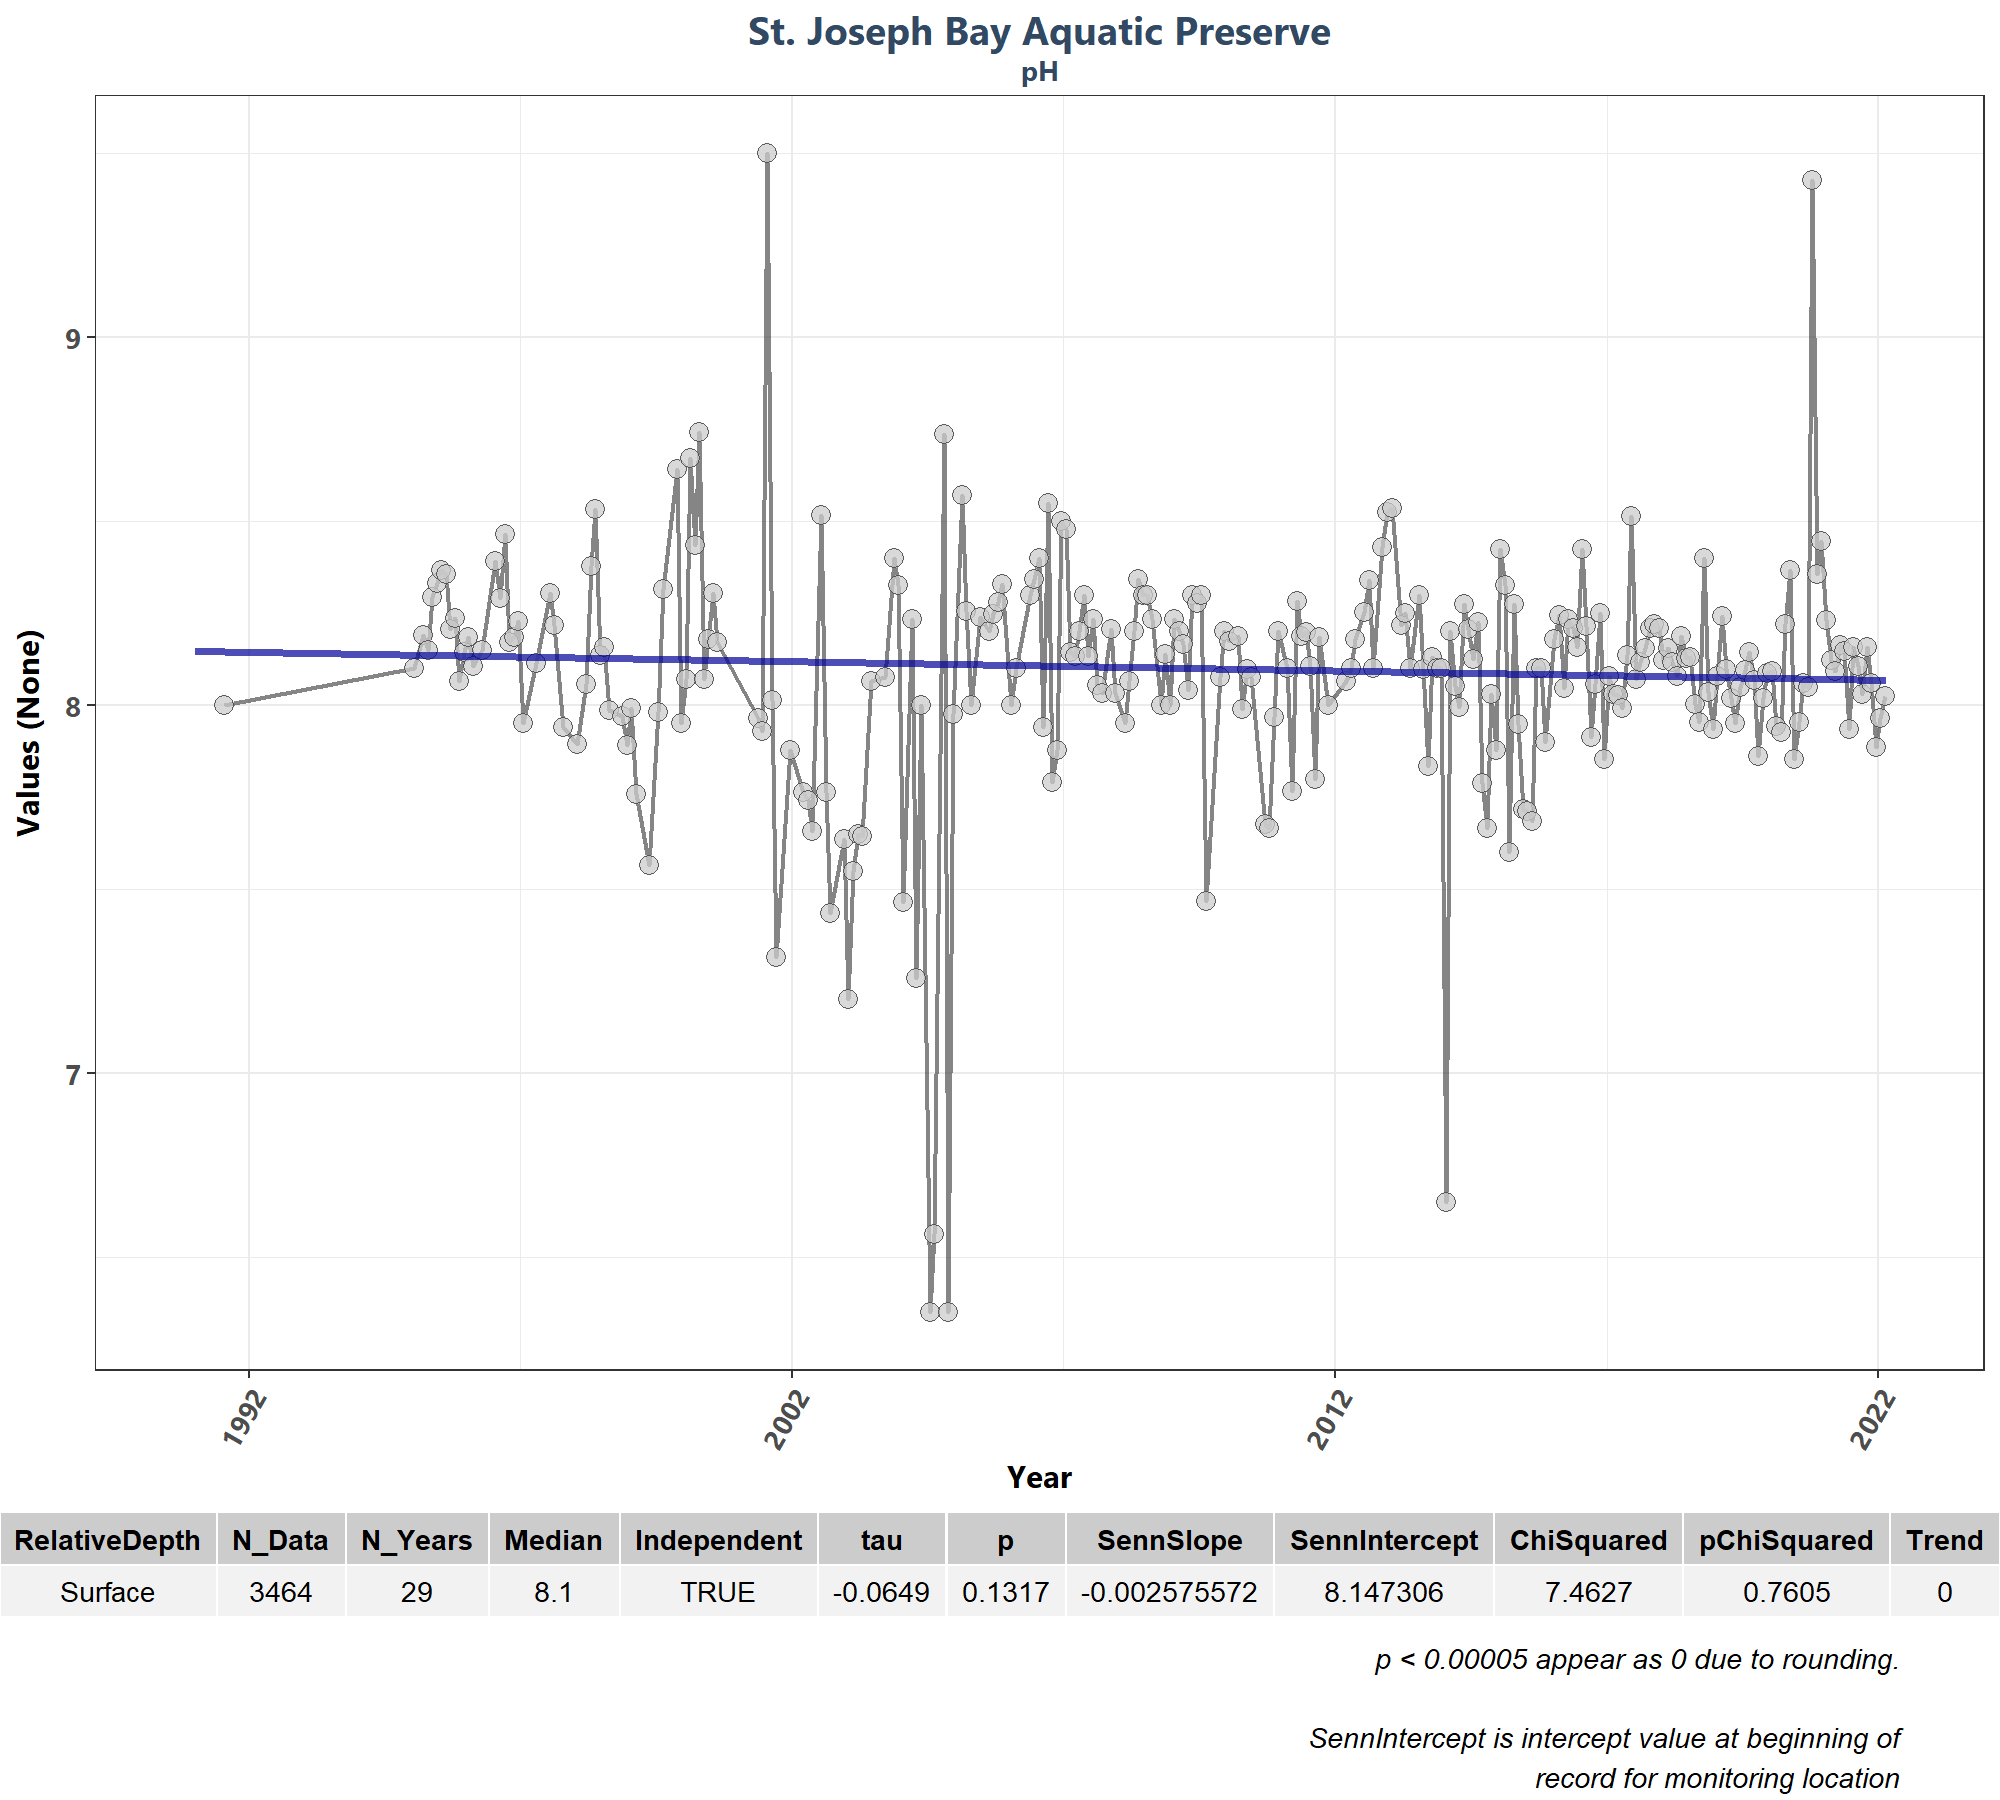 St. Joseph Bay Aquatic Preserve
pH
Values (None)
9
8
7
1992 2002 2012 2022
Year
RelativeDepth N_Data N_Years Median Independent tau p SennSlope SennIntercept ChiSquared pChiSquared Trend
Surface 3464 29 8.1 TRUE -0.0649 0.1317 -0.002575572 8.147306 7.4627 0.7605 0
p < 0.00005 appear as 0 due to rounding.
SennIntercept is intercept value at beginning of
record for monitoring location